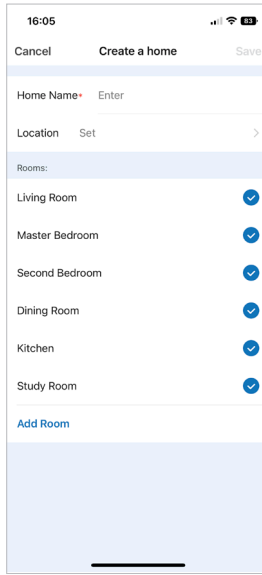 16:05
83
Cancel Create a home Save
Home Name* Enter
Location Set
Rooms:
Living Room
Master Bedroom
Second Bedroom
Dining Room
Kitchen
Study Room
Add Room